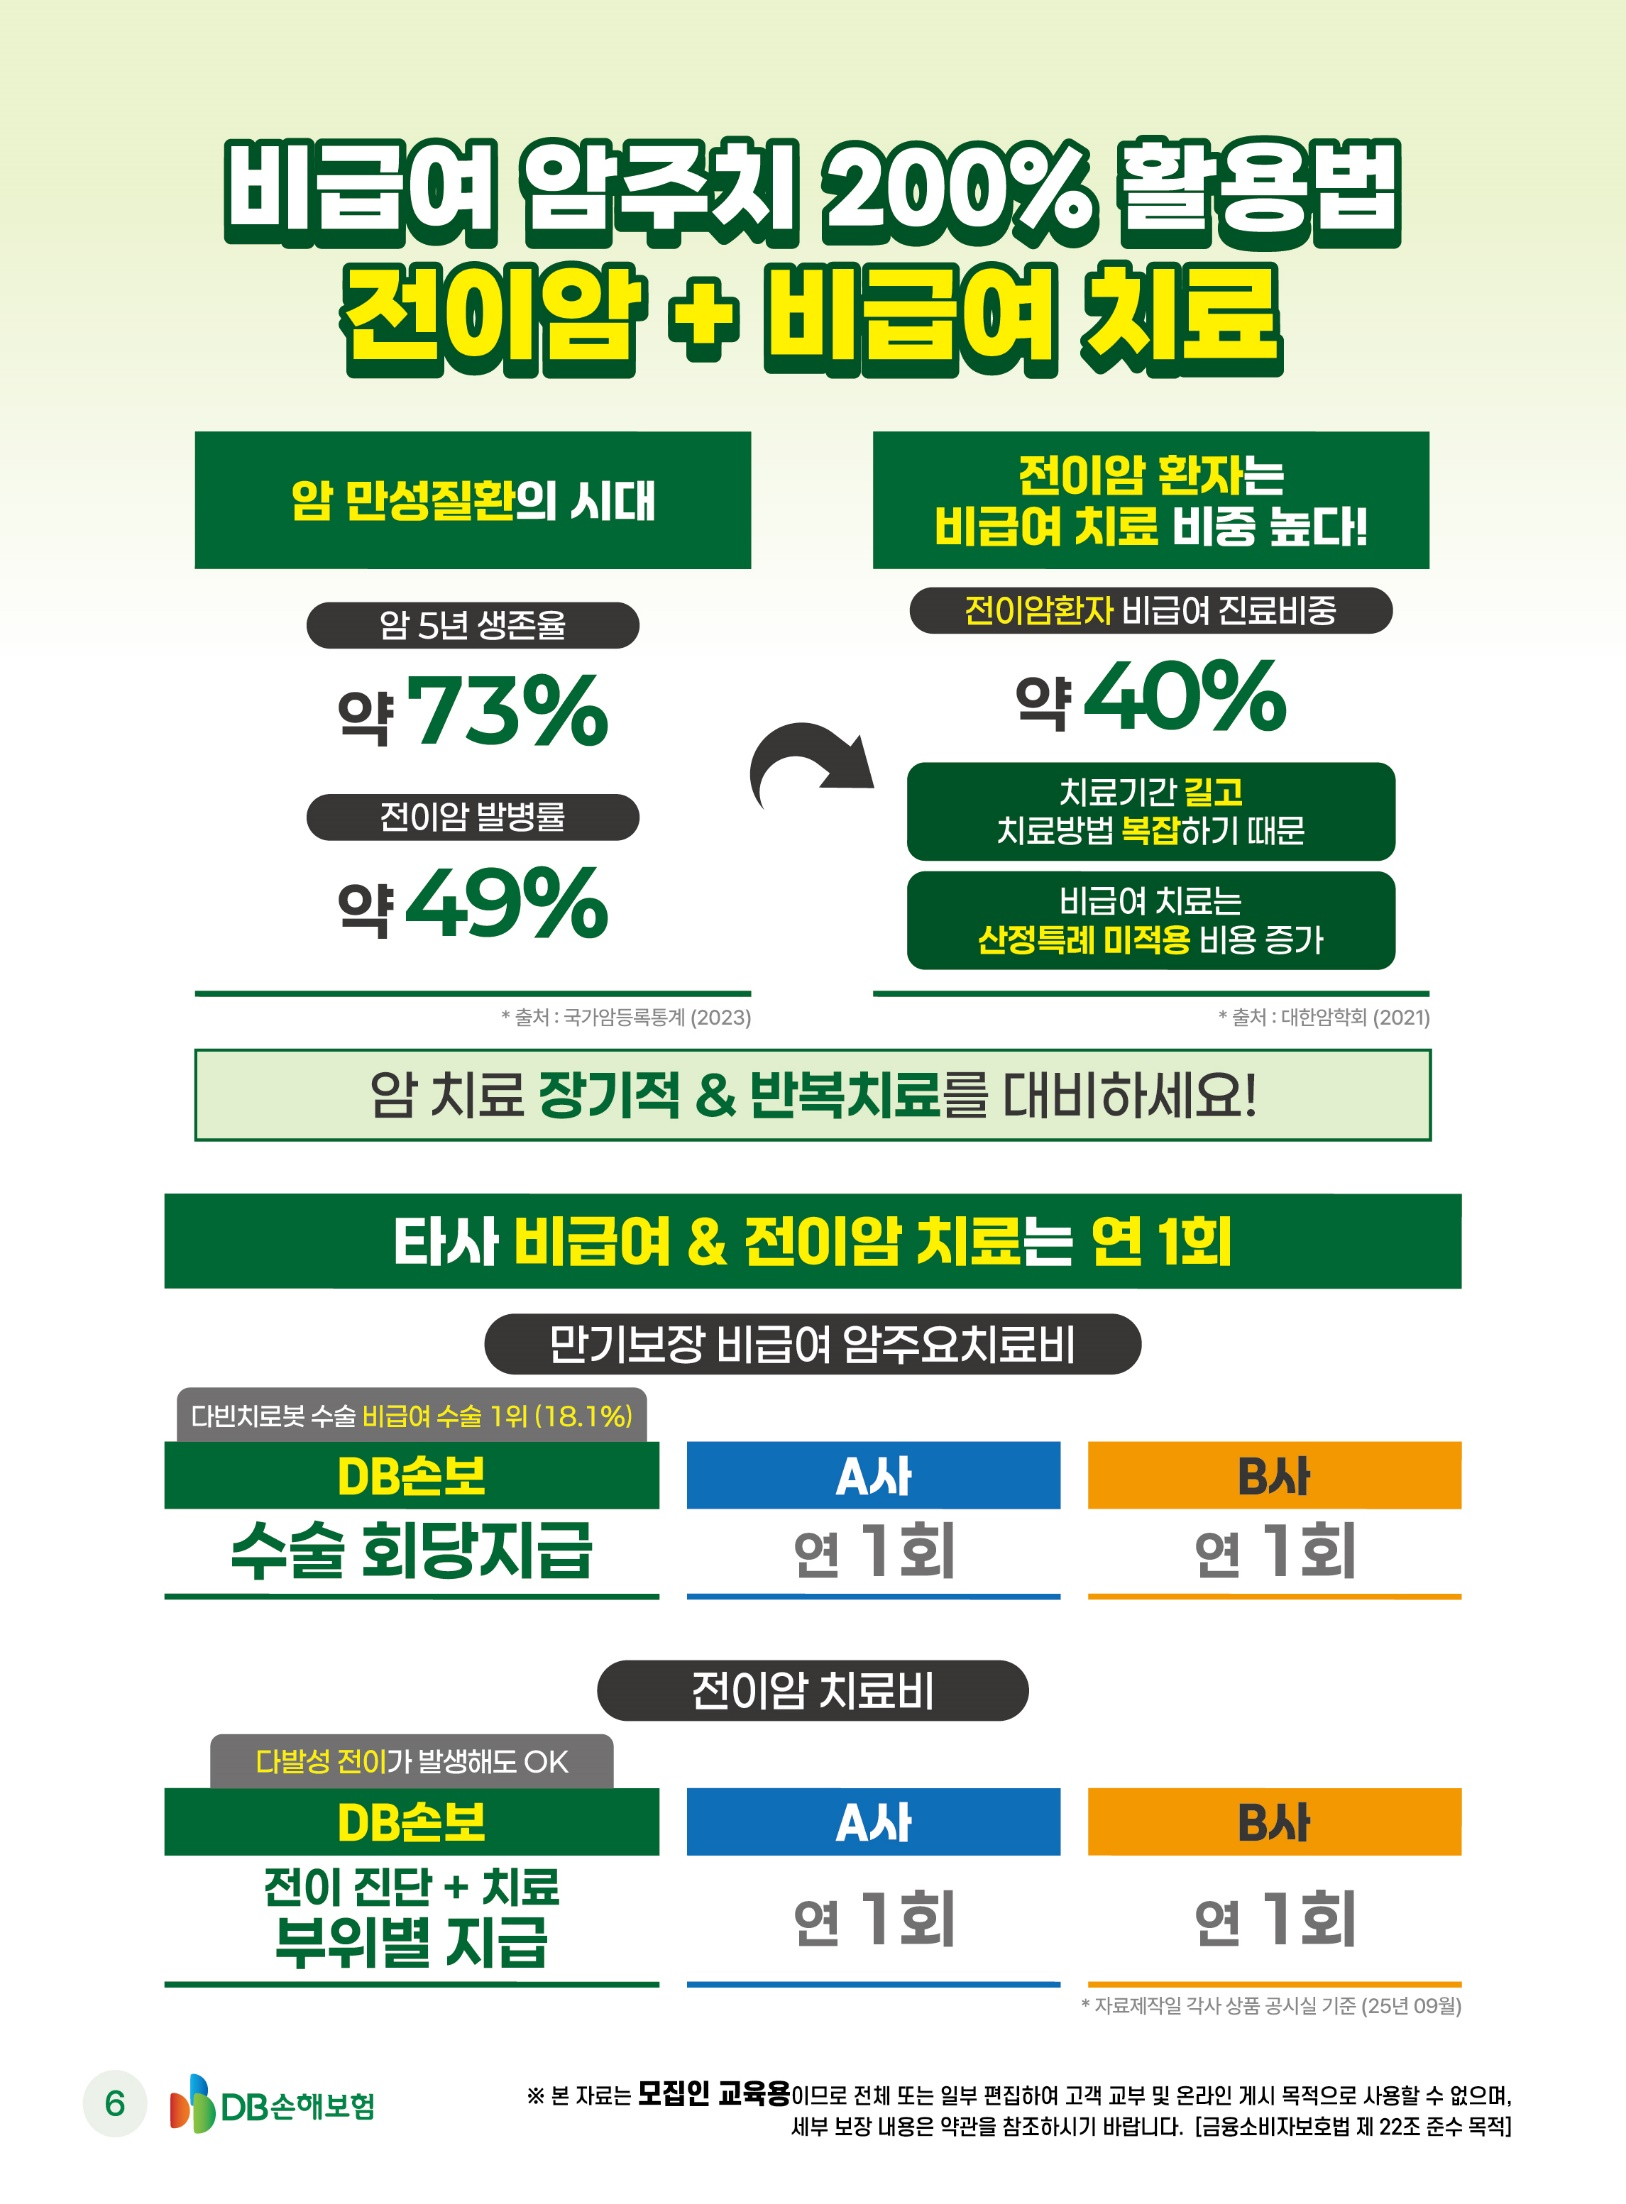 비급여 암주치 200% 활용법
전이암 + 비급여 치료
암 만성질환의 시대
암 5년 생존율
약 73%
전이암 발병률
약 49%
* 출처 : 국가암등록통계 (2023)
전이암 환자는
비급여 치료 비중 높다!
전이암환자 비급여 진료비중
약 40%
치료기간 길고
치료방법 복잡하기 때문
비급여 치료는
산정특례 미적용 비용 증가
* 출처 : 대한암학회 (2021)
암 치료 장기적 & 반복치료를 대비하세요!
타사 비급여 & 전이암 치료는 연 1회
만기보장 비급여 암주요치료비
다빈치로봇 수술 비급여 수술 1위 (18.1%)
DB손보
수술 회당지급
A사
연 1회
B사
연 1회
전이암 치료비
다발성 전이가 발생해도 OK
DB손보
전이 진단 + 치료
부위별 지급
A사
연 1회
B사
연 1회
* 자료제작일 각사 상품 공시실 기준 (25년 09월)
6
DB손해보험
※ 본 자료는 모집인 교육용이므로 전체 또는 일부 편집하여 고객 교부 및 온라인 게시 목적으로 사용할 수 없으며,
세부 보장 내용은 약관을 참조하시기 바랍니다. [금융소비자보호법 제 22조 준수 목적]